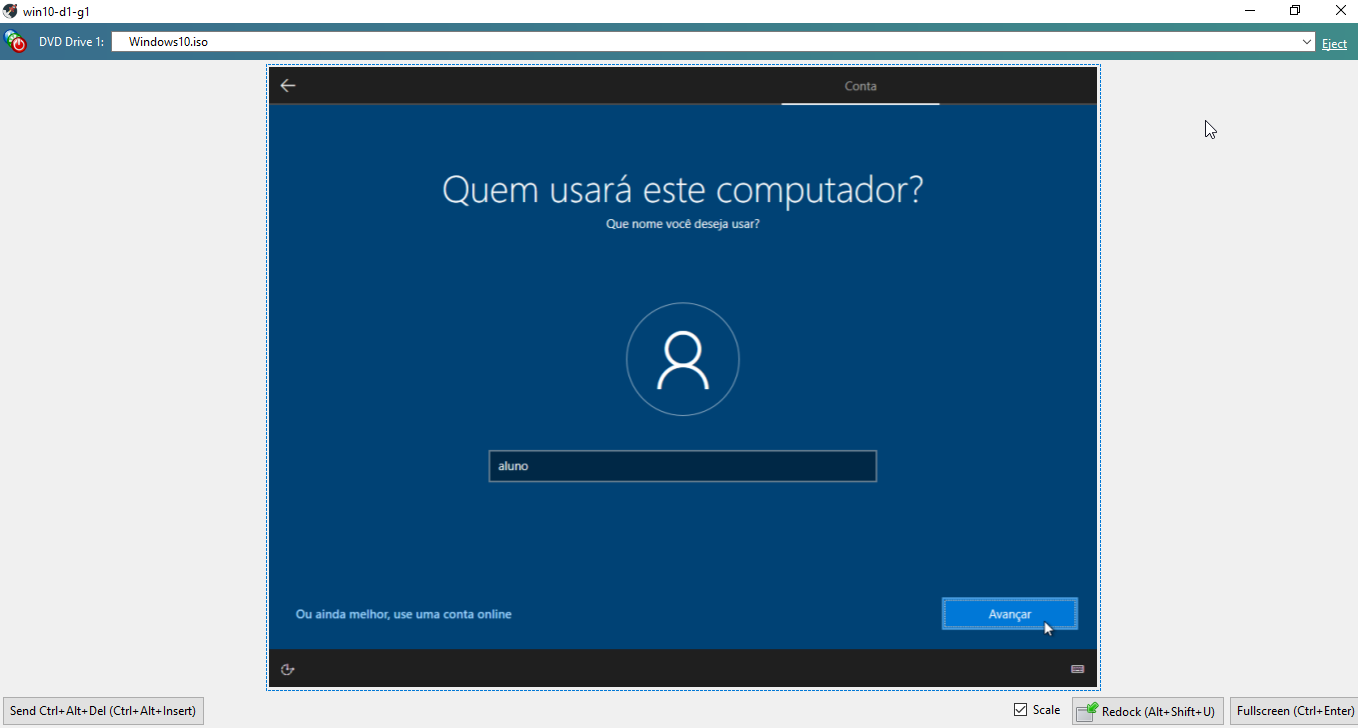 win10-d1-g1
DVD Drive 1: Windows10.iso Eject
Conta
Quem usará este computador?
Que nome você deseja usar?
aluno
Ou ainda melhor, use uma conta online
Avançar
Send Ctrl+Alt+Del (Ctrl+Alt+Insert)
Scale
Redock (Alt+Shift+U)
Fullscreen (Ctrl+Enter)